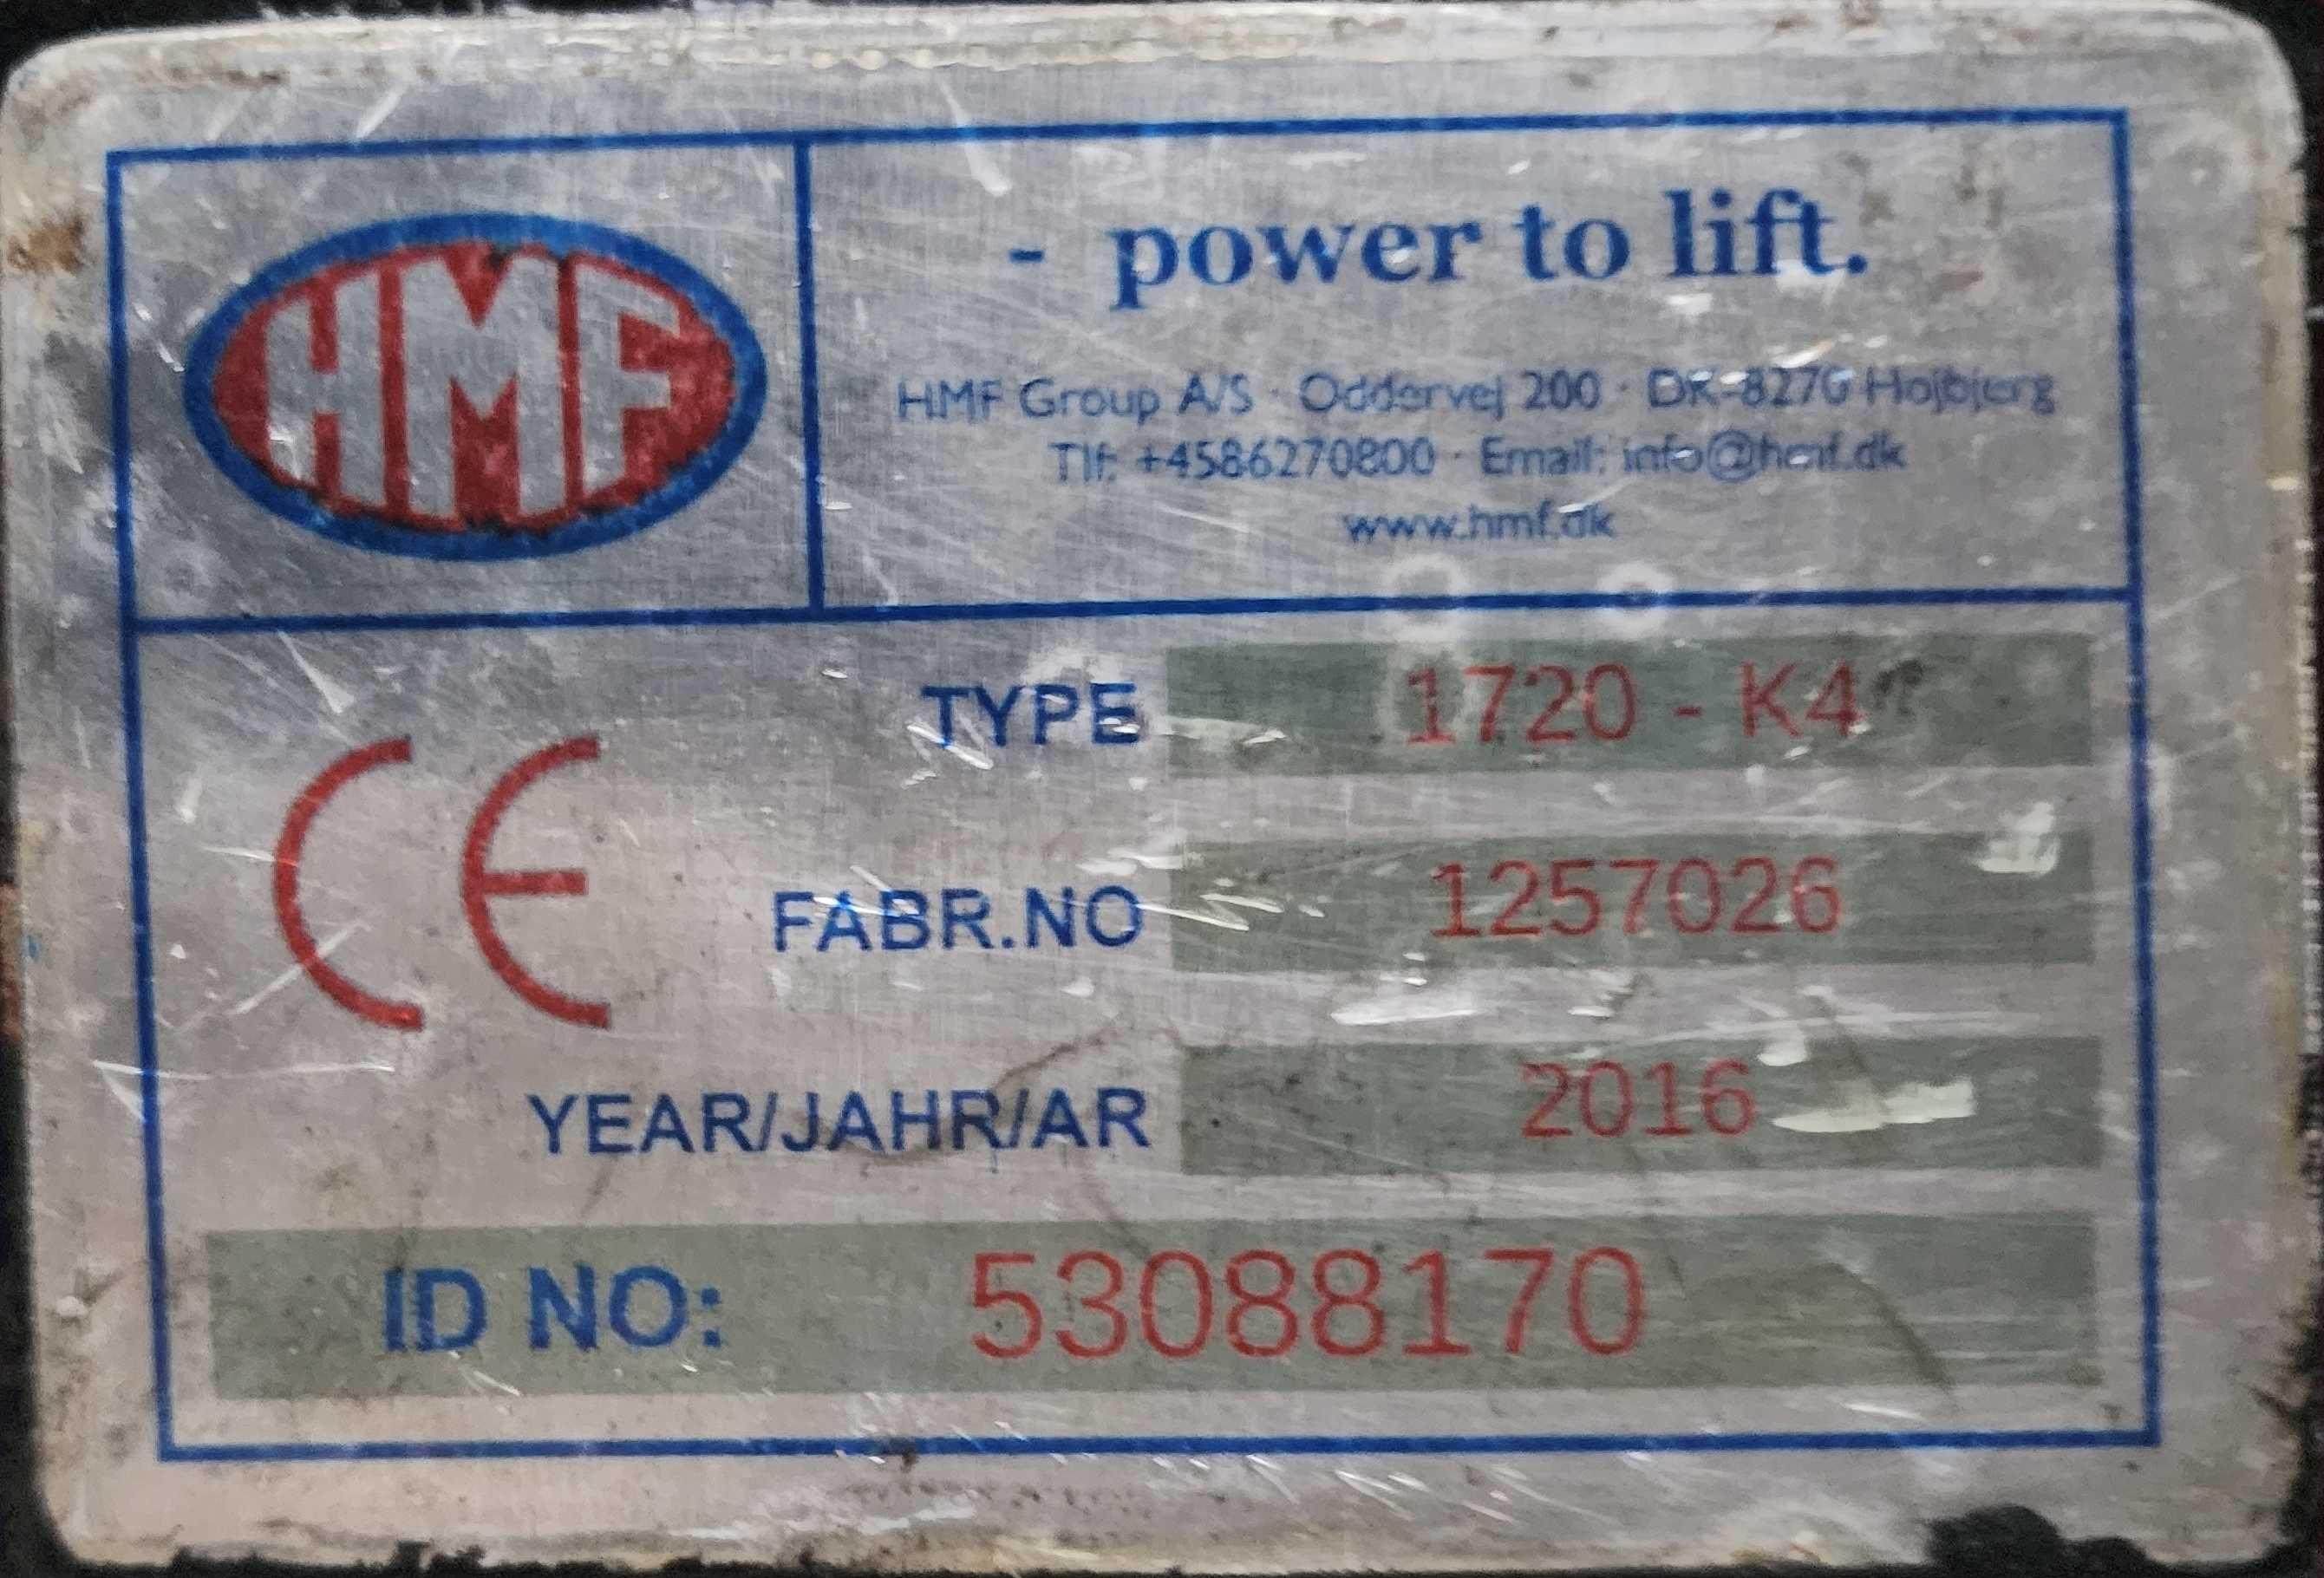 HMF
- power to lift.
HMF Group A/S · Oddervej 200 · DK-8270 Hojbjerg
Tlf: +4586270800 · Email: info@hmf.dk
www.hmf.dk
TYPE 1720 - K4
CE
FABR.NO 1257026
YEAR/JAHR/AR 2016
ID NO: 53088170